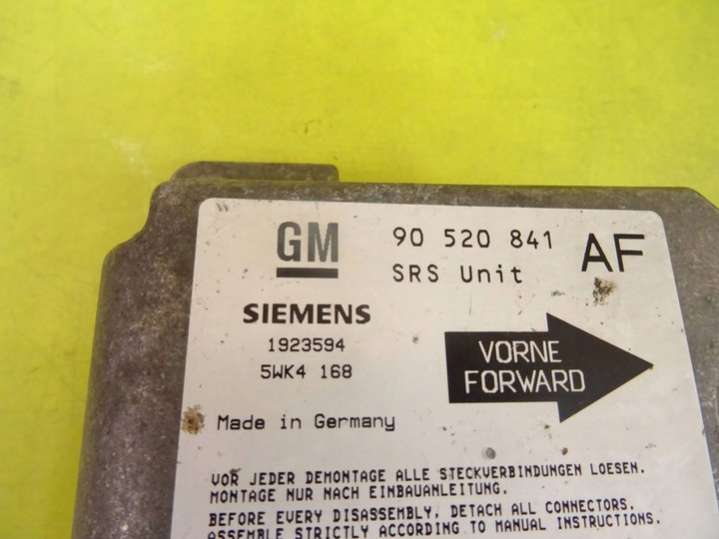 GM
90 520 841 AF
SRS Unit
SIEMENS
1923594
5WK4 168
VORNE
FORWARD
Made in Germany
VOR JEDER DEMONTAGE ALLE STECKVERBINDUNGEN LOESEN.
MONTAGE NUR NACH EINBAUANLEITUNG.
BEFORE EVERY DISASSEMBLY, DETACH ALL CONNECTORS.
ASSEMBLE STRICTLY ACCORDING TO MANUAL INSTRUCTIONS.